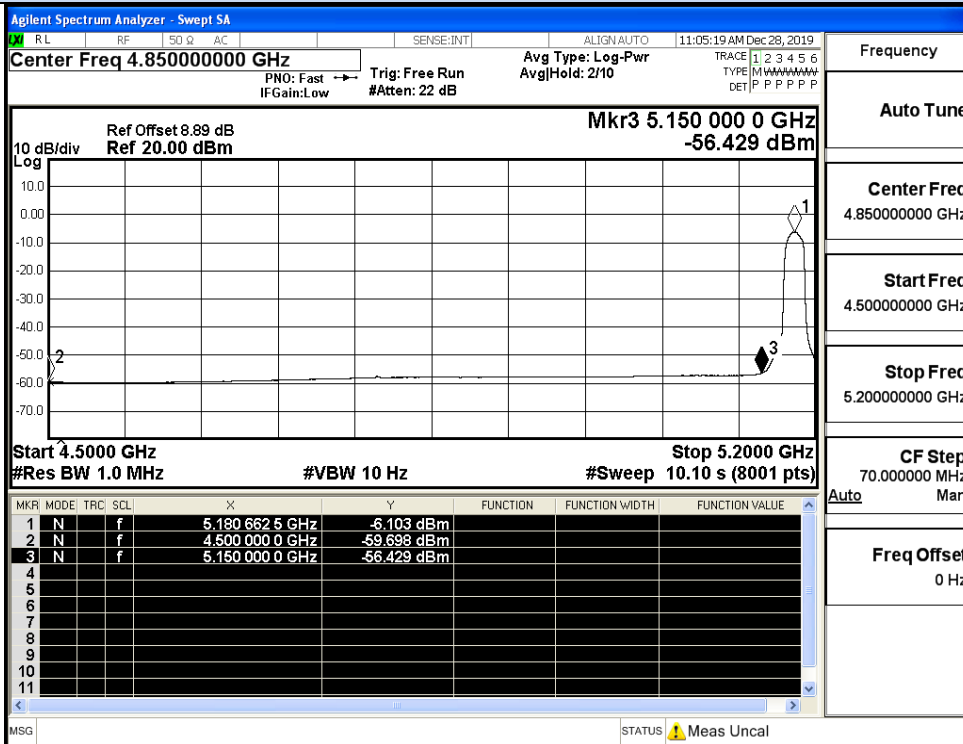 Agilent Spectrum Analyzer - Swept SA
LXI RL RF 50 Ω AC SENSE:INT ALIGN AUTO 11:05:19 AM Dec 28, 2019
Center Freq 4.850000000 GHz
PNO: Fast
IFGain:Low
Trig: Free Run
#Atten: 22 dB
Avg Type: Log-Pwr
Avg|Hold: 2/10
TRACE 1 2 3 4 5 6
TYPE M W W W W W
DET P P P P P P
Mkr3 5.150 000 0 GHz
-56.429 dBm
Ref Offset 8.89 dB
10 dB/div Ref 20.00 dBm
Log
10.0
0.00
-10.0
-20.0
-30.0
-40.0
-50.0
-60.0
-70.0
1
2
3
Start 4.5000 GHz Stop 5.2000 GHz
#Res BW 1.0 MHz #VBW 10 Hz #Sweep 10.10 s (8001 pts)
MKR MODE TRC SCL X Y FUNCTION FUNCTION WIDTH FUNCTION VALUE
1 N f 5.180 662 5 GHz -6.103 dBm
2 N f 4.500 000 0 GHz -59.698 dBm
3 N f 5.150 000 0 GHz -56.429 dBm
4
5
6
7
8
9
10
11
MSG STATUS Meas Uncal
Frequency
Auto Tune
Center Freq
4.850000000 GHz
Start Freq
4.500000000 GHz
Stop Freq
5.200000000 GHz
CF Step
70.000000 MHz
Auto Man
Freq Offset
0 Hz